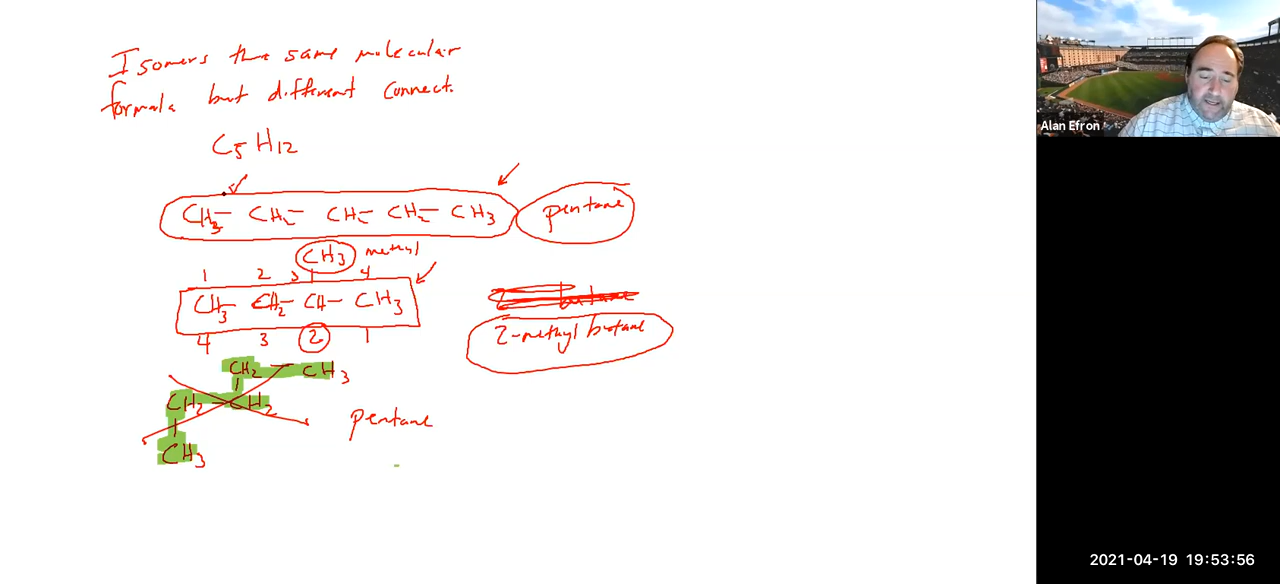 Isomers have same molecular
formula but different connect.
C5H12
CH3- CH2- CH2- CH2- CH3 pentane
CH3 methyl
1 2 3 4
CH3- CH2- CH- CH3
2-methyl butane
4 3 2 1
CH2 - CH3
CH2 - CH2
pentane
CH3
Alan Efron
2021-04-19 19:53:56